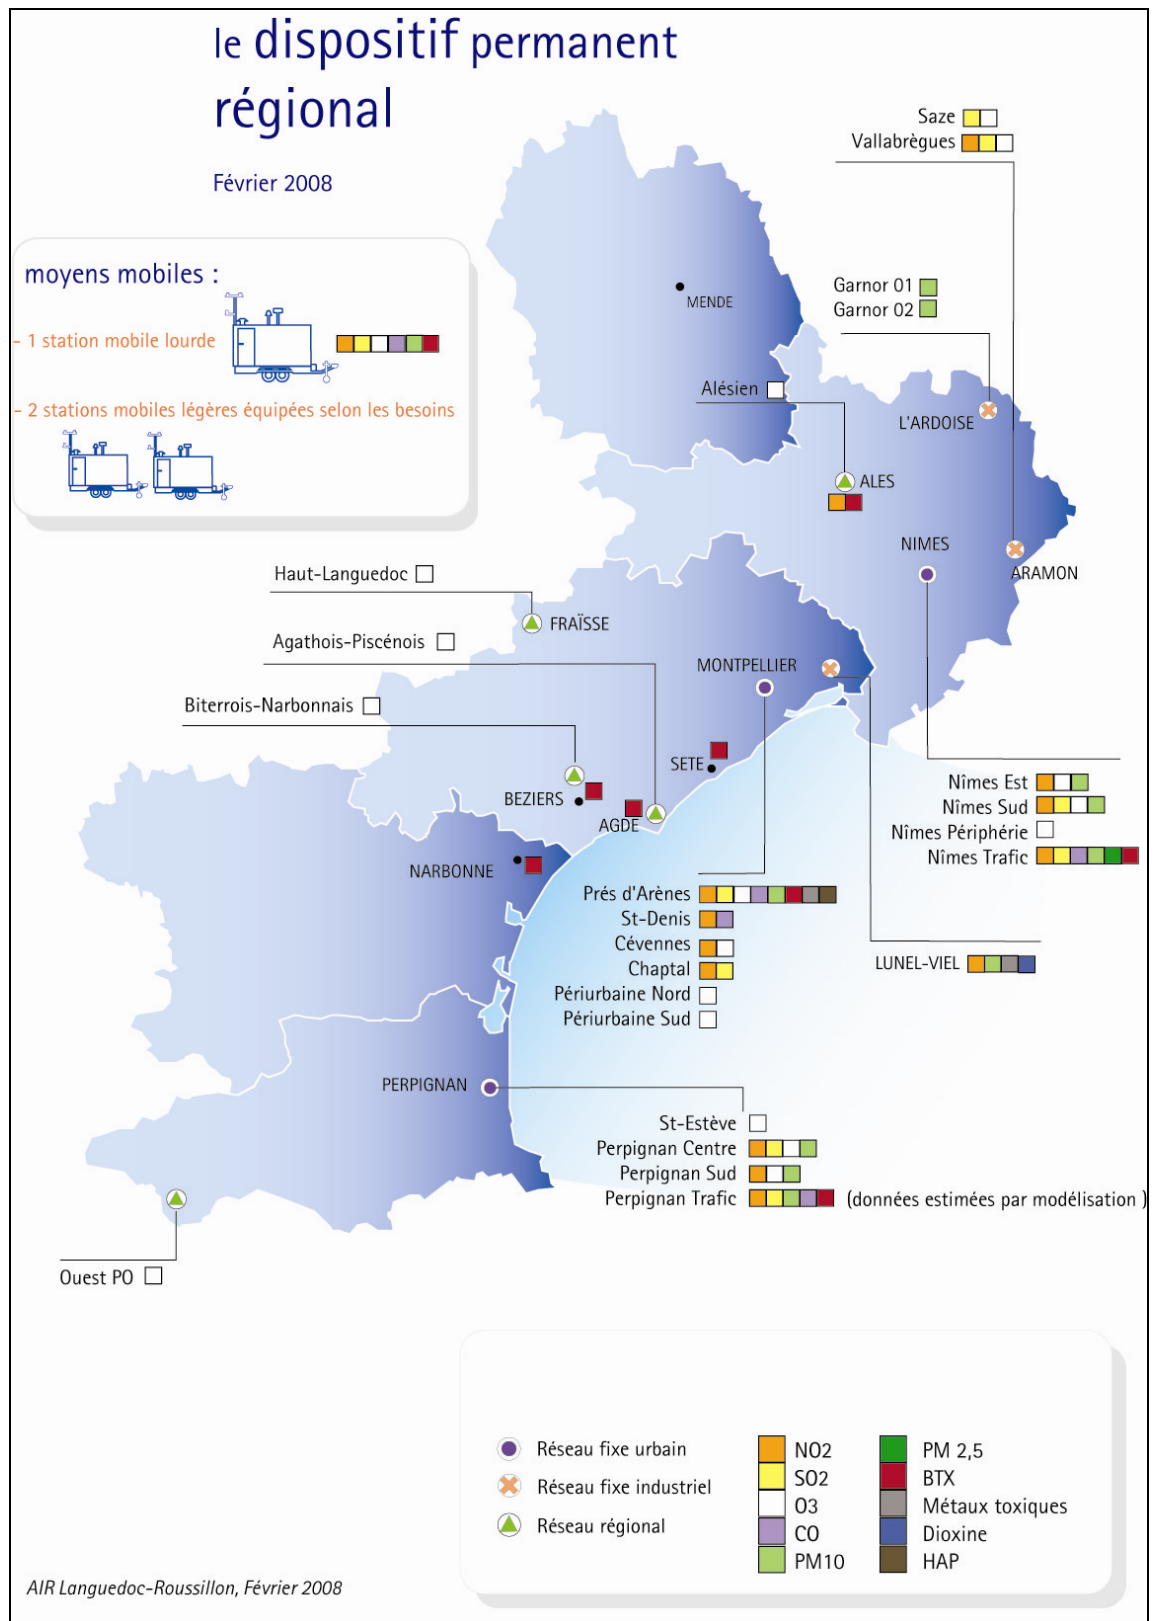 le dispositif permanent
régional
Février 2008
moyens mobiles :
- 1 station mobile lourde
- 2 stations mobiles légères équipées selon les besoins
Saze
Vallabrègues
Garnor 01
Garnor 02
MENDE
Alésien
L'ARDOISE
ALES
NIMES
ARAMON
Haut-Languedoc
FRAÏSSE
Agathois-Piscénois
MONTPELLIER
Biterrois-Narbonnais
SETE
BEZIERS
AGDE
NARBONNE
Nîmes Est
Nîmes Sud
Nîmes Périphérie
Nîmes Trafic
Prés d'Arènes
St-Denis
Cévennes
Chaptal
Périurbaine Nord
Périurbaine Sud
LUNEL-VIEL
PERPIGNAN
St-Estève
Perpignan Centre
Perpignan Sud
Perpignan Trafic (données estimées par modélisation )
Ouest PO
Réseau fixe urbain
Réseau fixe industriel
Réseau régional
NO2
SO2
O3
CO
PM10
PM 2,5
BTX
Métaux toxiques
Dioxine
HAP
AIR Languedoc-Roussillon, Février 2008